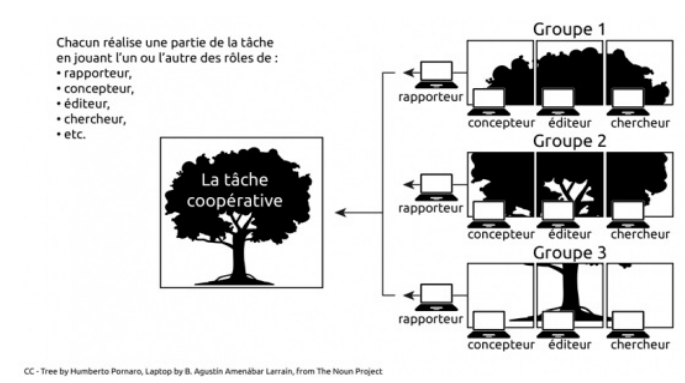 Chacun réalise une partie de la tâche
en jouant l'un ou l'autre des rôles de :
• rapporteur,
• concepteur,
• éditeur,
• chercheur,
• etc.
La tâche
coopérative
Groupe 1
rapporteur
concepteur éditeur chercheur
Groupe 2
rapporteur
concepteur éditeur chercheur
Groupe 3
rapporteur
concepteur éditeur chercheur
CC - Tree by Humberto Pornaro, Laptop by B. Agustín Amenábar Larraín, from The Noun Project